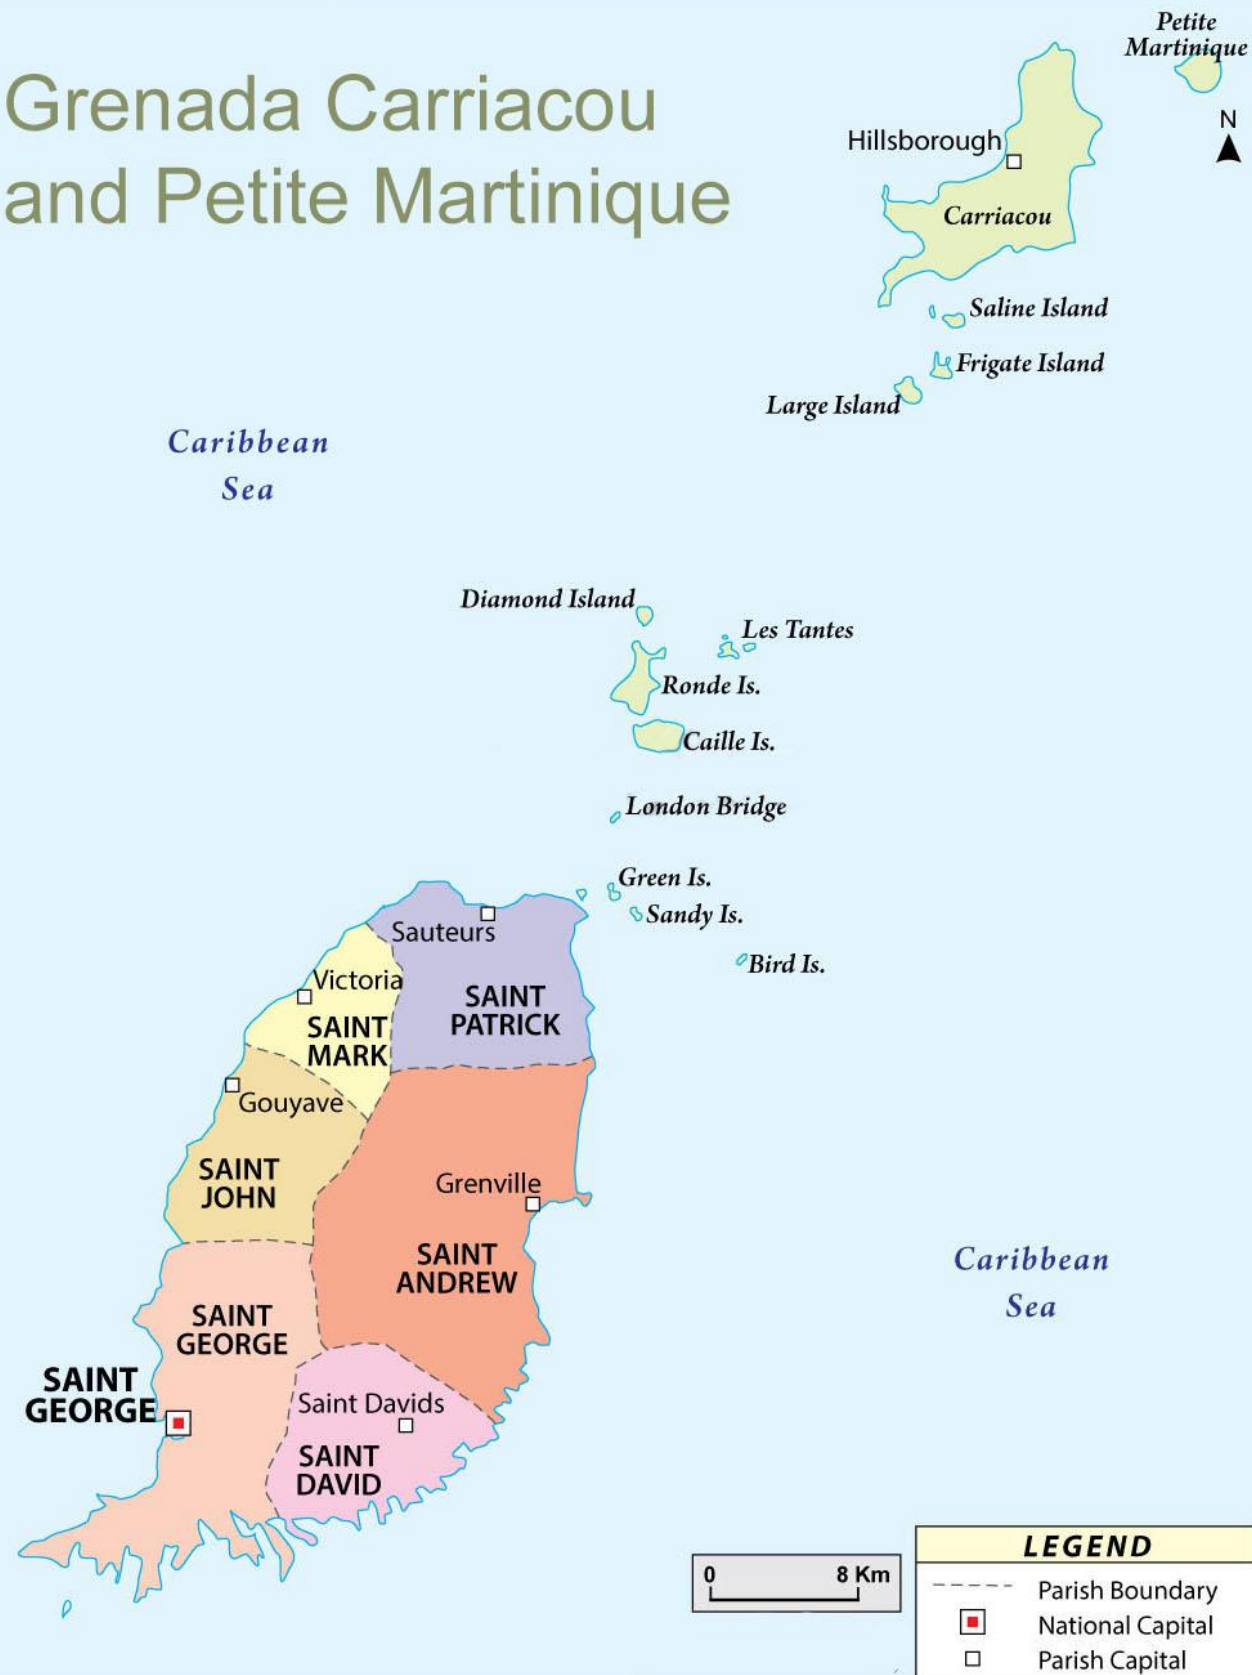 Petite
Martinique
Grenada Carriacou
and Petite Martinique
N
Hillsborough
Carriacou
Saline Island
Frigate Island
Large Island
Caribbean
Sea
Diamond Island
Les Tantes
Ronde Is.
Caille Is.
London Bridge
Green Is.
Sandy Is.
Sauteurs
Bird Is.
Victoria
SAINT
PATRICK
SAINT
MARK
Gouyave
SAINT
JOHN
Grenville
SAINT
ANDREW
Caribbean
Sea
SAINT
GEORGE
SAINT
GEORGE
Saint Davids
SAINT
DAVID
0 8 Km
LEGEND
Parish Boundary
National Capital
Parish Capital